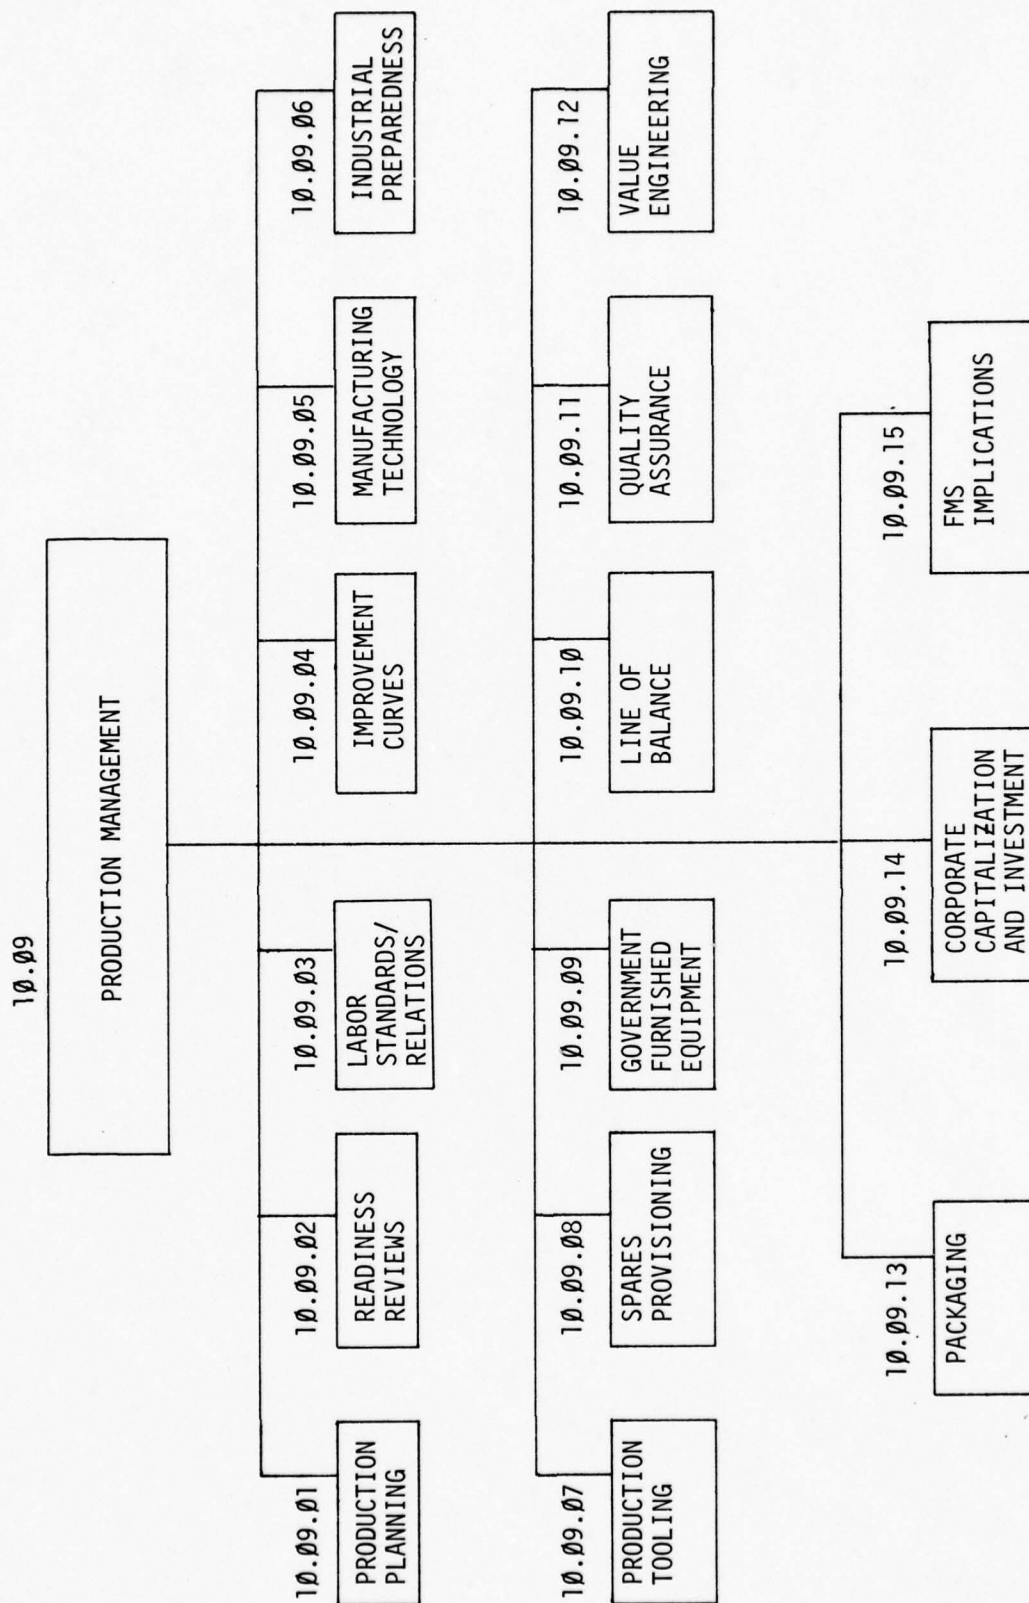 10.09
PRODUCTION MANAGEMENT
10.09.01
PRODUCTION
PLANNING
10.09.02
READINESS
REVIEWS
10.09.03
LABOR
STANDARDS/
RELATIONS
10.09.04
IMPROVEMENT
CURVES
10.09.05
MANUFACTURING
TECHNOLOGY
10.09.06
INDUSTRIAL
PREPAREDNESS
10.09.07
PRODUCTION
TOOLING
10.09.08
SPARES
PROVISIONING
10.09.09
GOVERNMENT
FURNISHED
EQUIPMENT
10.09.10
LINE OF
BALANCE
10.09.11
QUALITY
ASSURANCE
10.09.12
VALUE
ENGINEERING
10.09.13
PACKAGING
10.09.14
CORPORATE
CAPITALIZATION
AND INVESTMENT
10.09.15
FMS
IMPLICATIONS